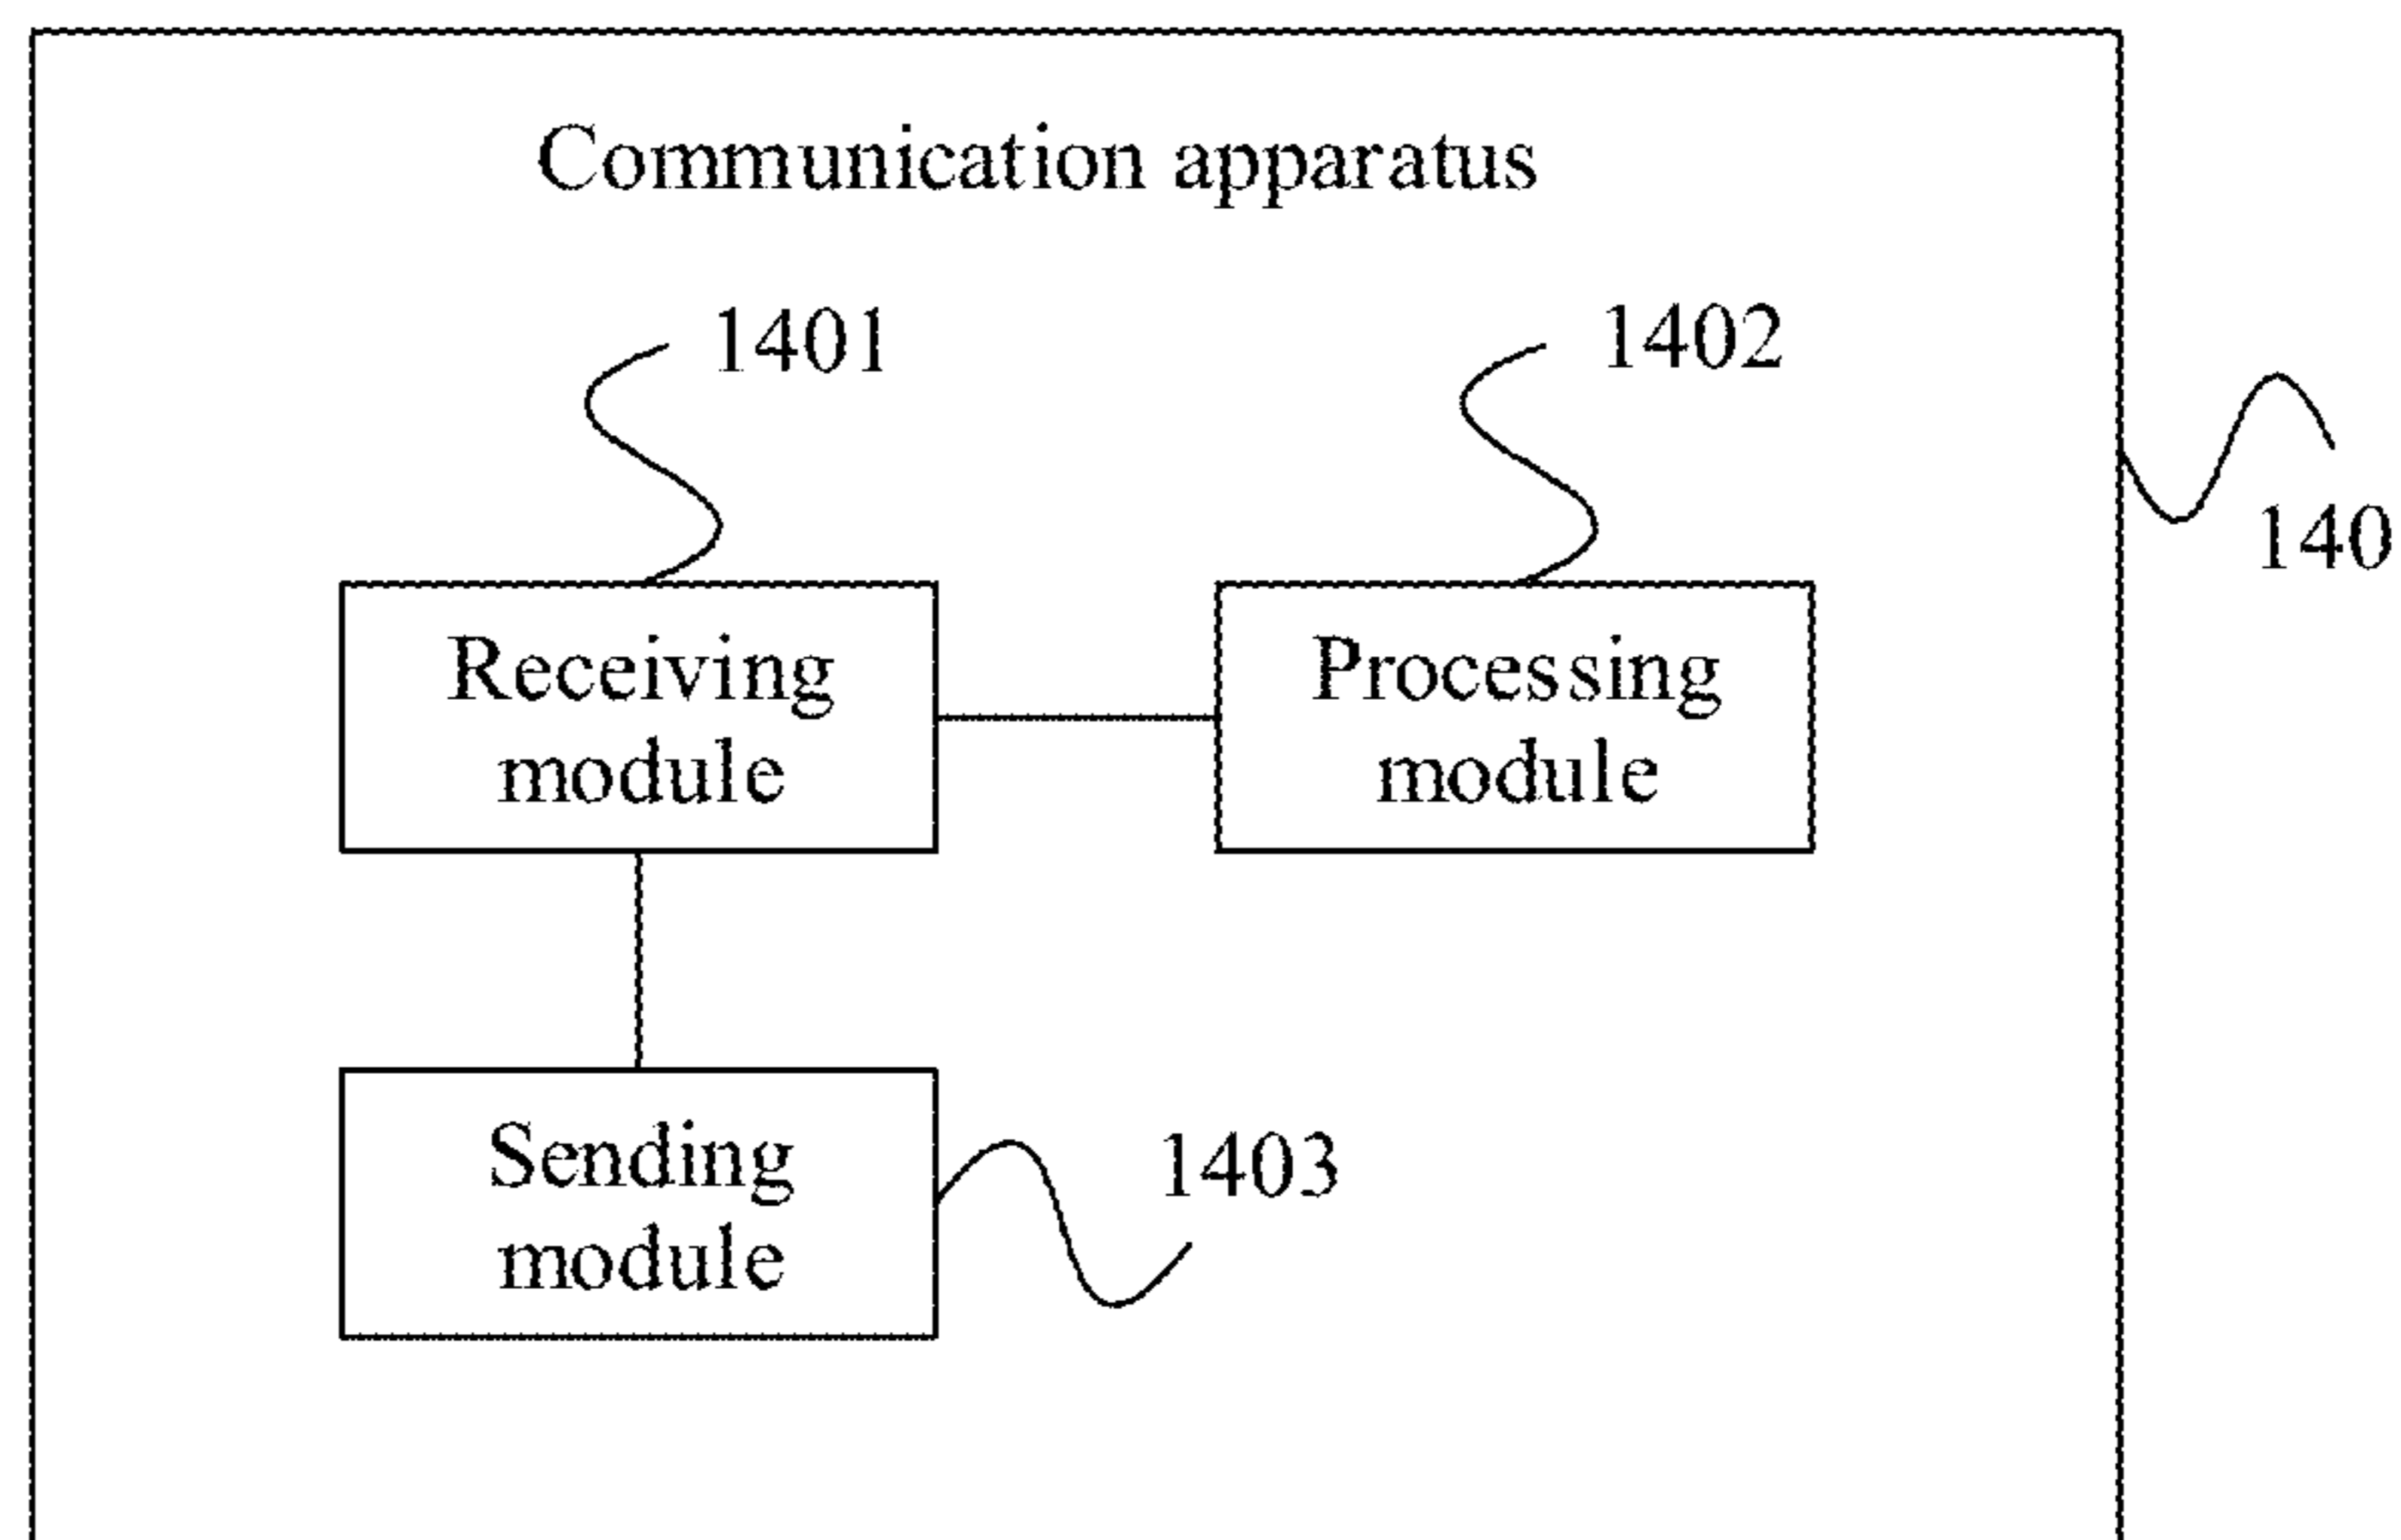 Communication apparatus
1401
1402
140
Receiving
module
Processing
module
Sending
module
1403